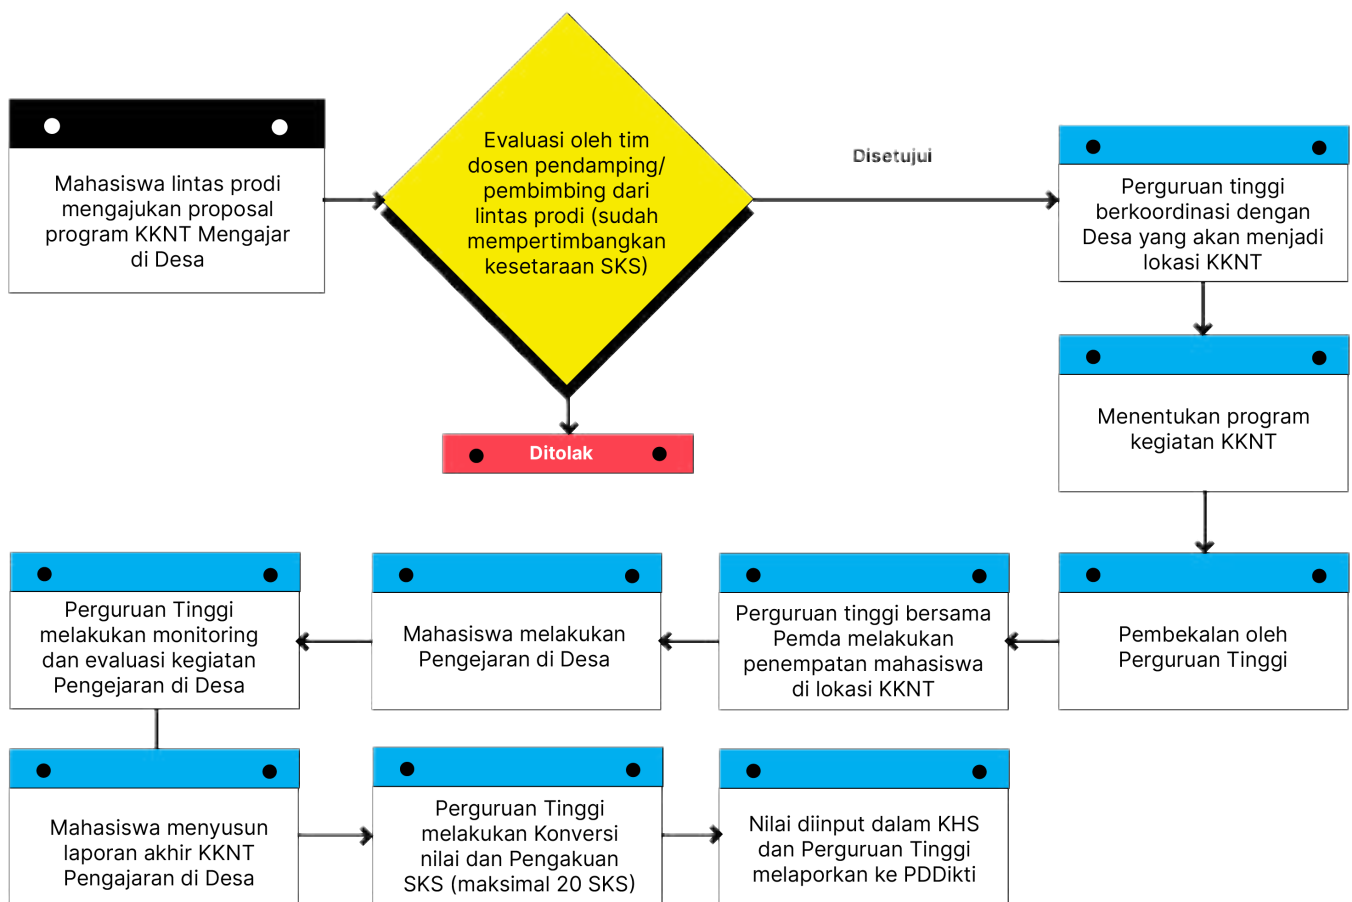 Mahasiswa lintas prodi
mengajukan proposal
program KKNT Mengajar
di Desa
Evaluasi oleh tim
dosen pendamping/
pembimbing dari
lintas prodi (sudah
mempertimbangkan
kesetaraan SKS)
Disetujui
Ditolak
Perguruan tinggi
berkoordinasi dengan
Desa yang akan menjadi
lokasi KKNT
Menentukan program
kegiatan KKNT
Pembekalan oleh
Perguruan Tinggi
Perguruan tinggi bersama
Pemda melakukan
penempatan mahasiswa
di lokasi KKNT
Mahasiswa melakukan
Pengejaran di Desa
Perguruan Tinggi
melakukan monitoring
dan evaluasi kegiatan
Pengejaran di Desa
Mahasiswa menyusun
laporan akhir KKNT
Pengajaran di Desa
Perguruan Tinggi
melakukan Konversi
nilai dan Pengakuan
SKS (maksimal 20 SKS)
Nilai diinput dalam KHS
dan Perguruan Tinggi
melaporkan ke PDDikti